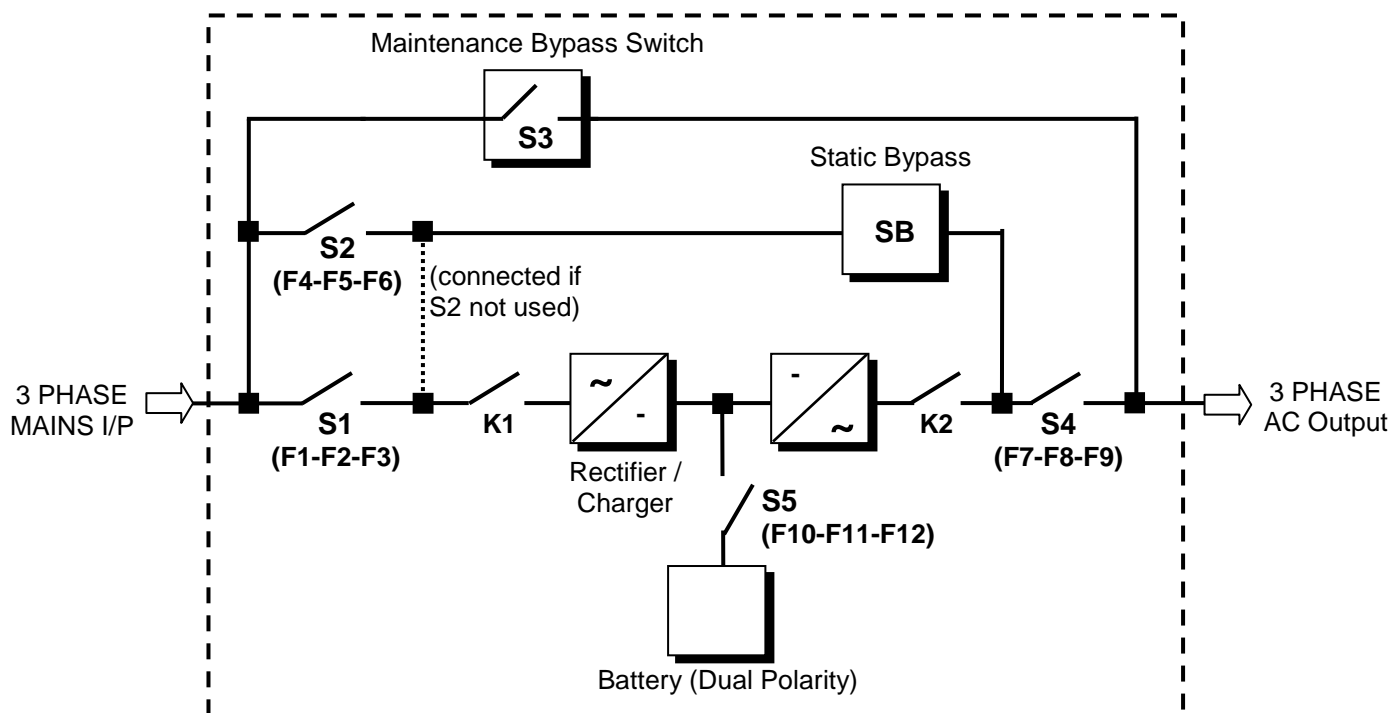 Maintenance Bypass Switch
S3
Static Bypass
SB
S2
(F4-F5-F6)
(connected if
S2 not used)
3 PHASE
MAINS I/P
S1
(F1-F2-F3)
K1
~
-
Rectifier /
Charger
-
~
K2
S4
(F7-F8-F9)
3 PHASE
AC Output
S5
(F10-F11-F12)
Battery (Dual Polarity)